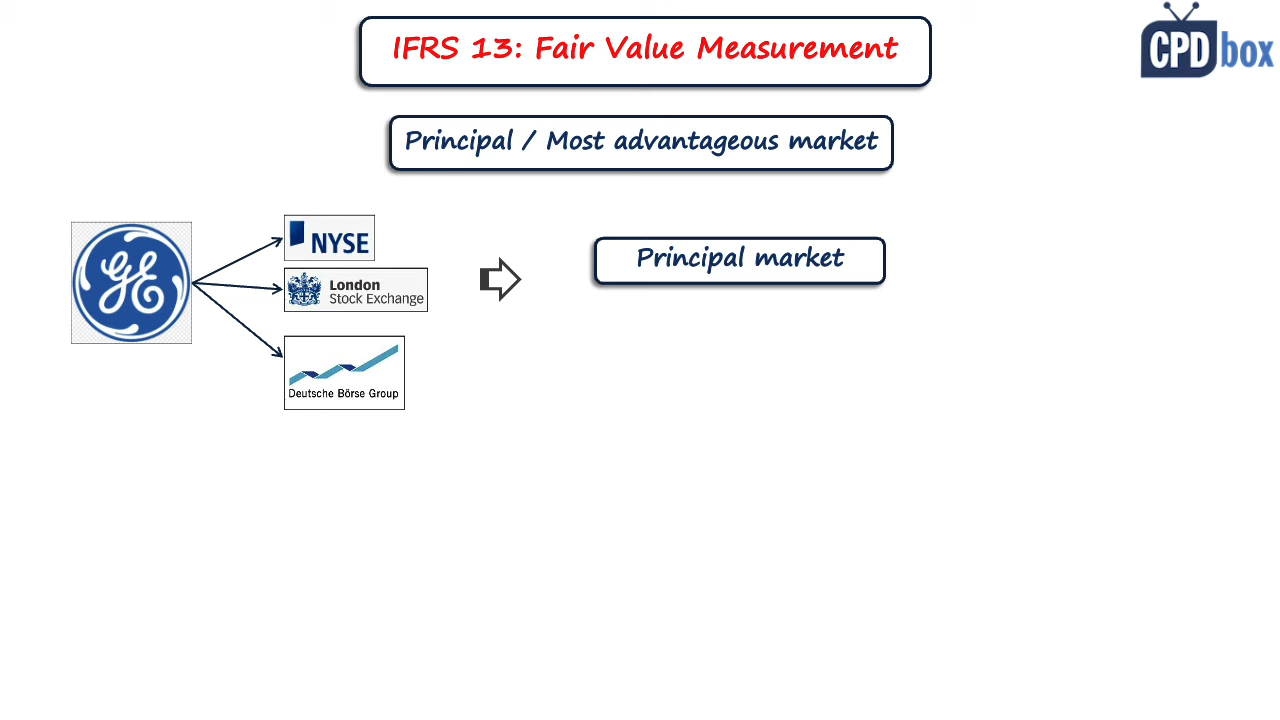 IFRS 13: Fair Value Measurement
CPD box
Principal / Most advantageous market
GE
NYSE
London
Stock Exchange
Deutsche Börse Group
Principal market